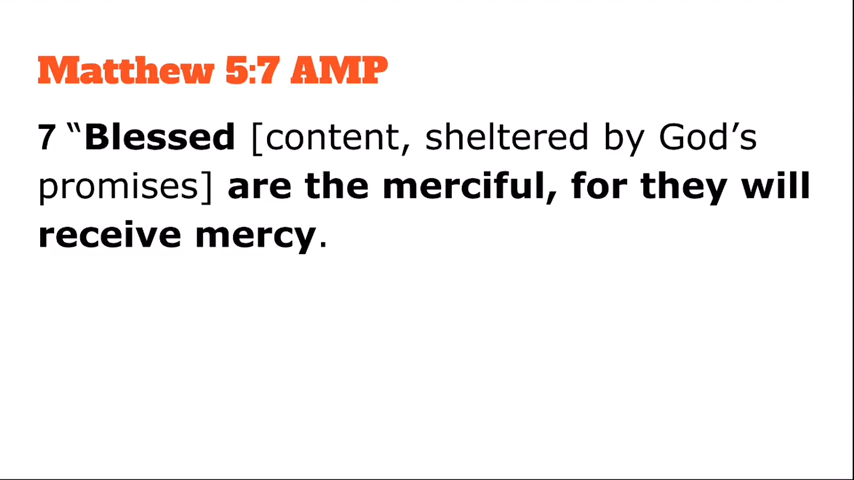 Matthew 5:7 AMP
7 “Blessed [content, sheltered by God’s
promises] are the merciful, for they will
receive mercy.